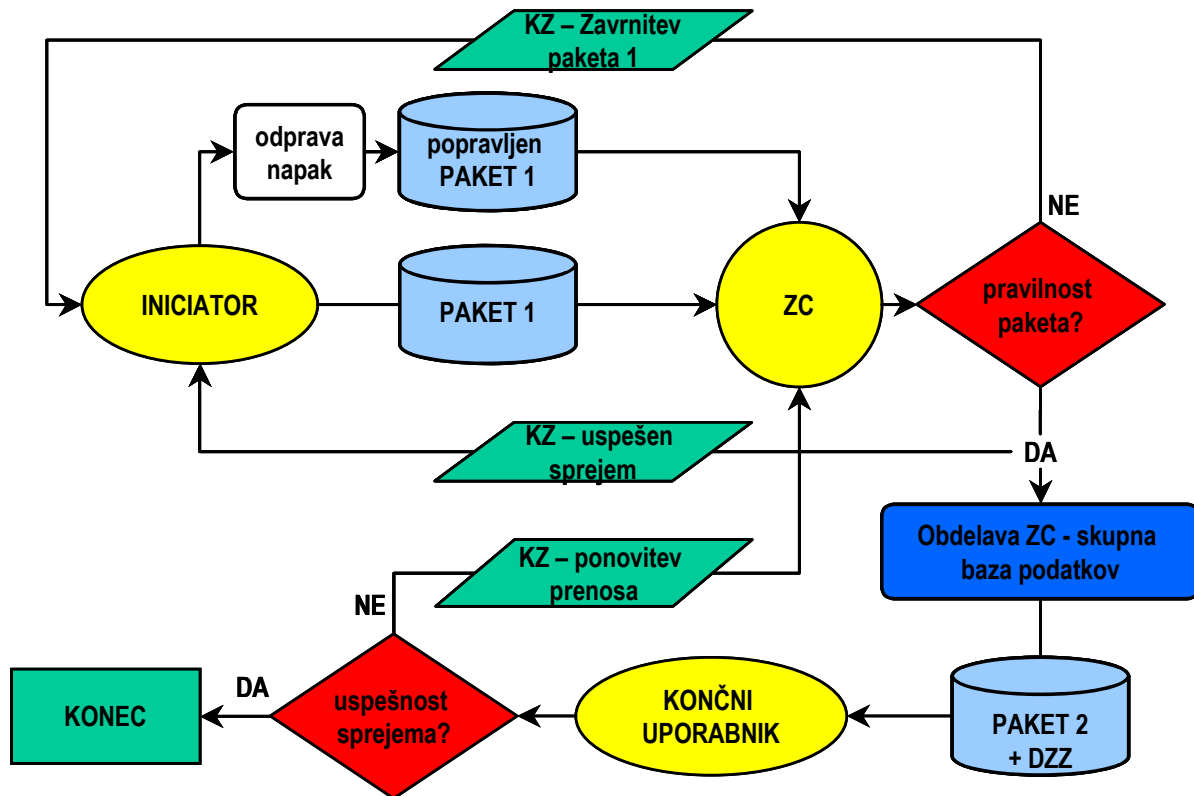 KZ – Zavrnitev
paketa 1
odprava
napak
popravljen
PAKET 1
NE
INICIATOR
PAKET 1
ZC
pravilnost
paketa?
KZ – uspešen
sprejem
DA
Obdelava ZC - skupna
baza podatkov
KZ – ponovitev
prenosa
NE
KONEC
DA
uspešnost
sprejema?
KONČNI
UPORABNIK
PAKET 2
+ DZZ